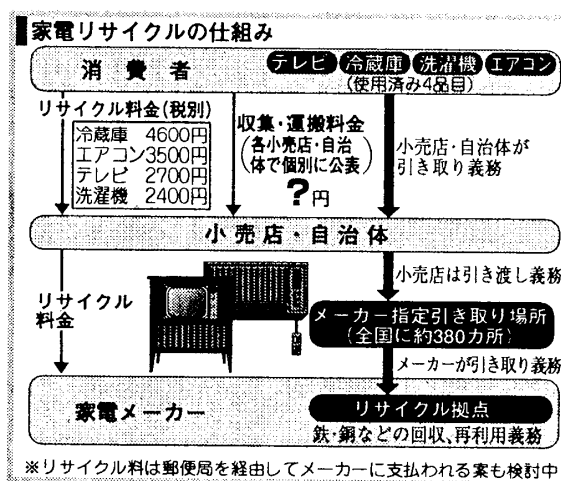 家電リサイクルの仕組み
消費者
テレビ 冷蔵庫 洗濯機 エアコン
(使用済み4品目)
リサイクル料金(税別)
冷蔵庫 4600円
エアコン3500円
テレビ 2700円
洗濯機 2400円
収集・運搬料金
(各小売店・自治
体で個別に公表)
?円
小売店・自治体が
引き取り義務
小売店・自治体
リサイクル
料金
小売店は引き渡し義務
メーカー指定引き取り場所
(全国に約380カ所)
メーカーが引き取り義務
家電メーカー
リサイクル拠点
鉄・銅などの回収、再利用義務
※リサイクル料は郵便局を経由してメーカーに支払われる案も検討中